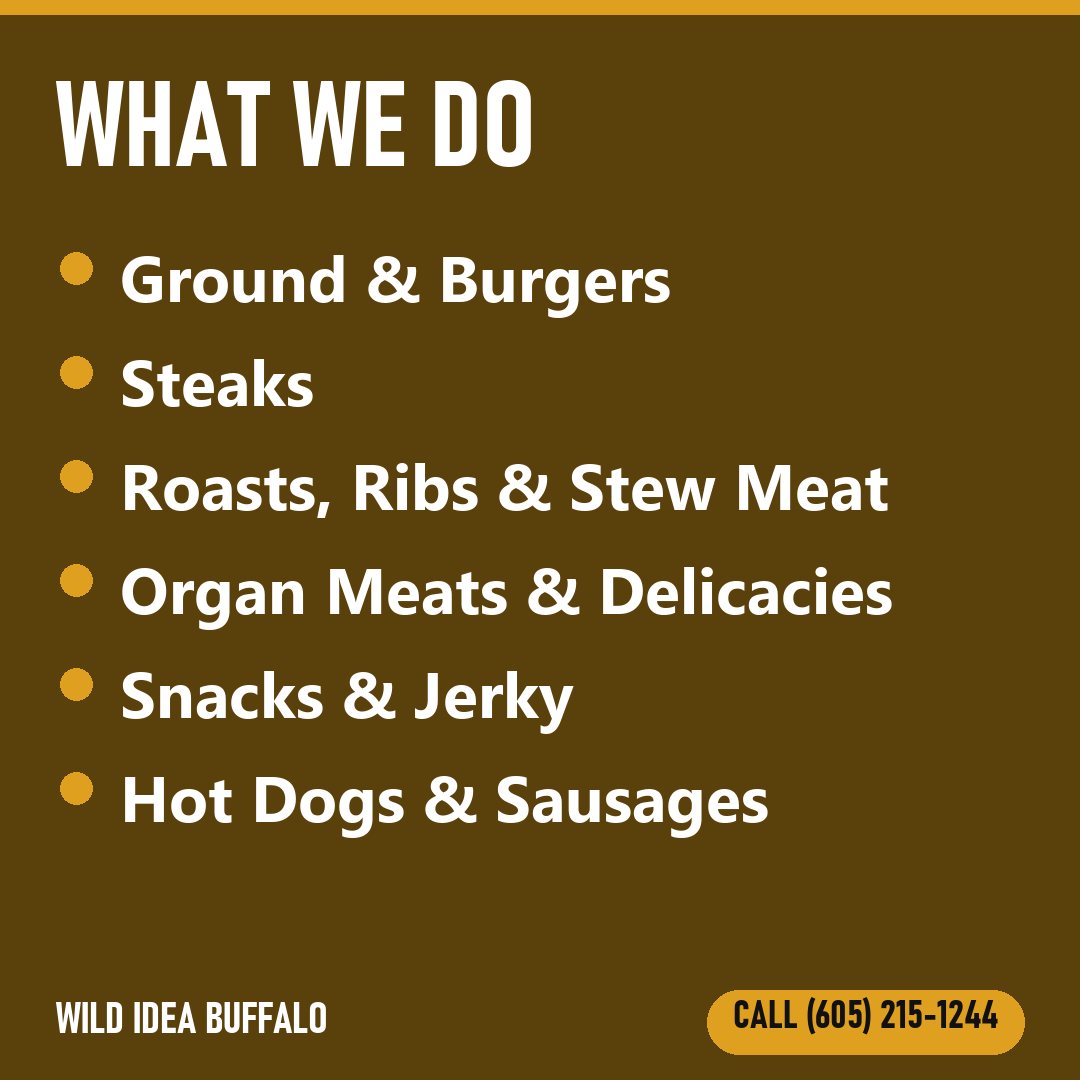 WHAT WE DO
Ground & Burgers
Steaks
Roasts, Ribs & Stew Meat
Organ Meats & Delicacies
Snacks & Jerky
Hot Dogs & Sausages
WILD IDEA BUFFALO
CALL (605) 215-1244